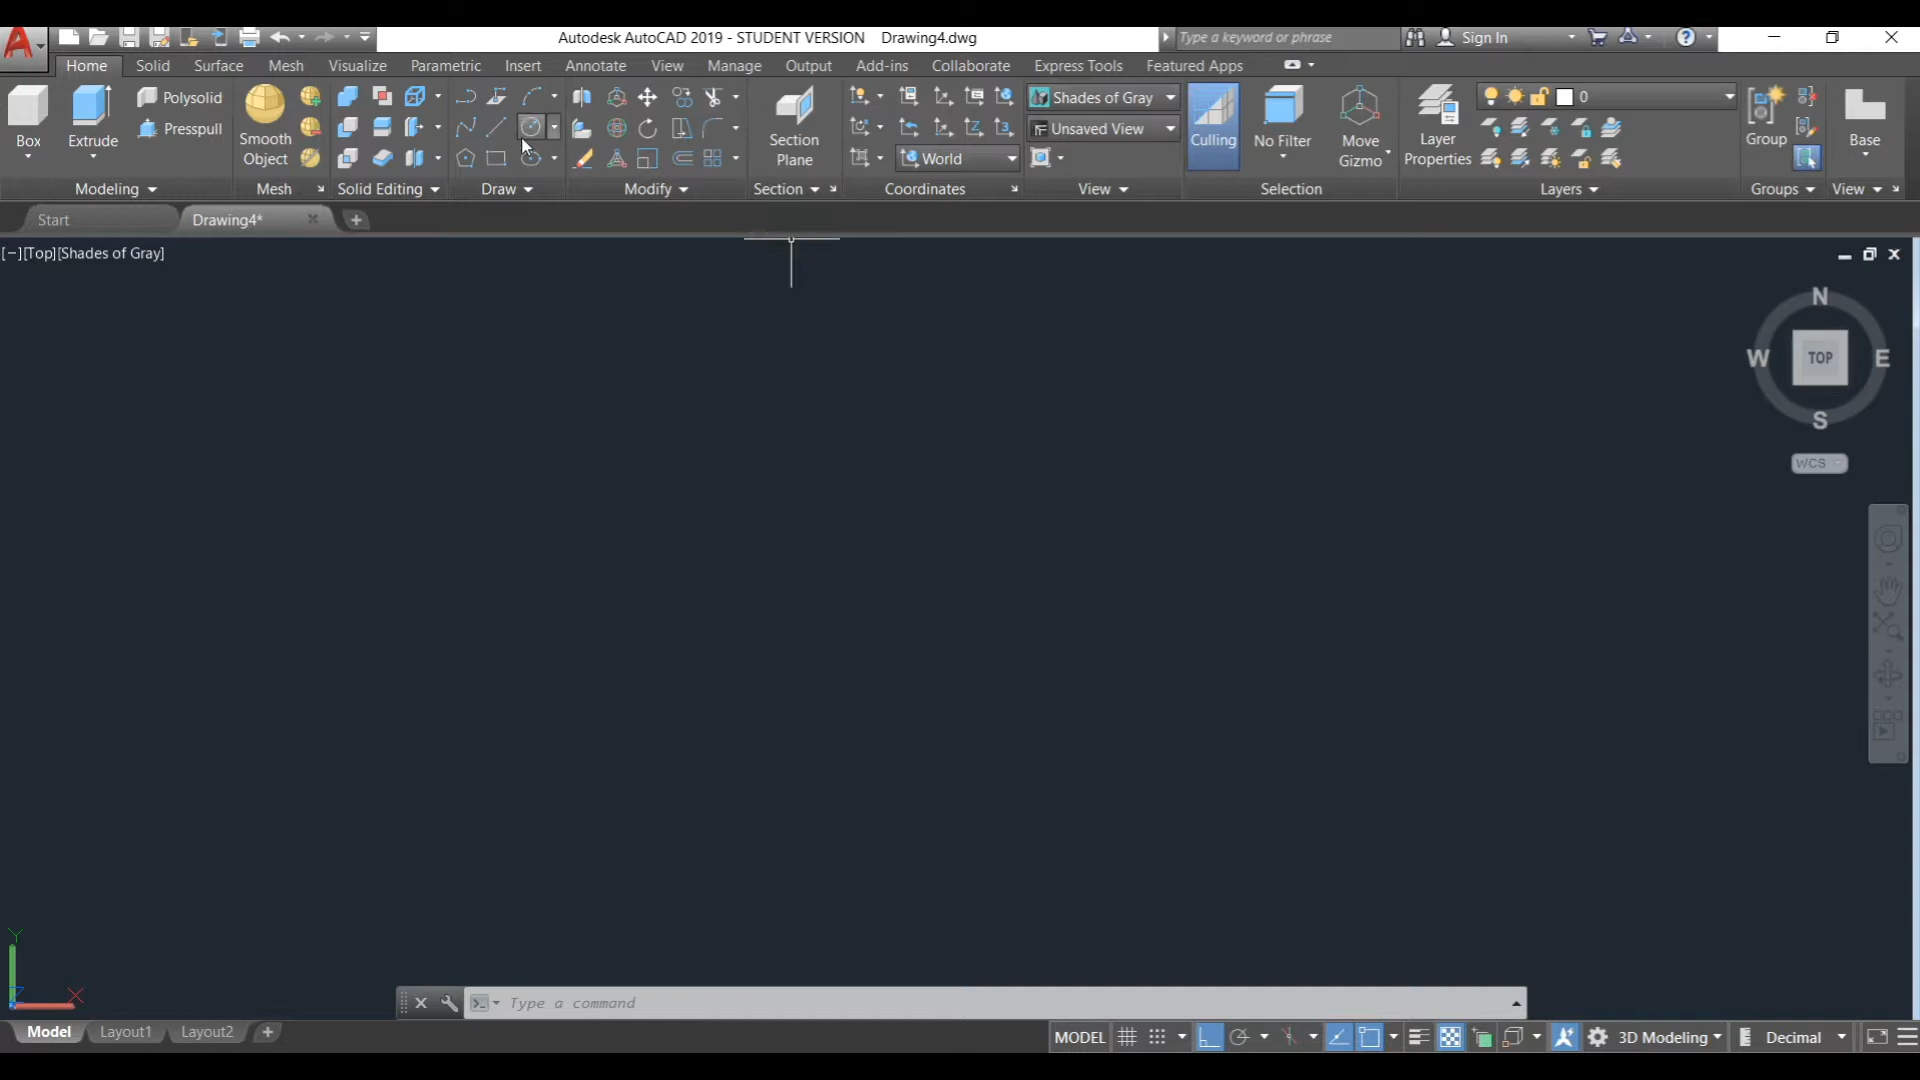 Autodesk AutoCAD 2019 - STUDENT VERSION Drawing4.dwg
Type a keyword or phrase
Sign In
Home Solid Surface Mesh Visualize Parametric Insert Annotate View Manage Output Add-ins Collaborate Express Tools Featured Apps
Box
Extrude
Polysolid
Presspull
Smooth
Object
Section
Plane
World
Shades of Gray
Unsaved View
Culling
No Filter
Move
Gizmo
Layer
Properties
0
Group
Base
Modeling Mesh Solid Editing Draw Modify Section Coordinates View Selection Layers Groups View
Start Drawing4*
[−][Top][Shades of Gray]
N
W TOP E
S
WCS
Y
Z X
Type a command
Model Layout1 Layout2
MODEL 3D Modeling Decimal